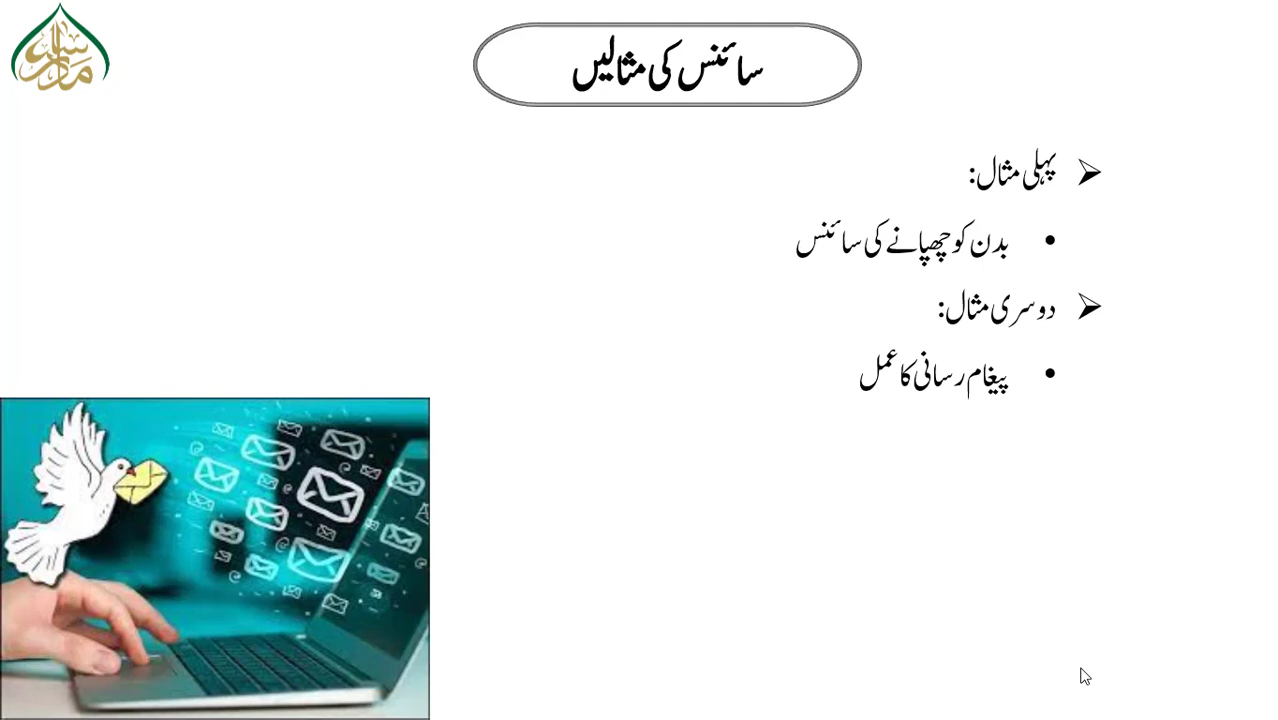 سائنس کی مثالیں
پہلی مثال:
بدن کو چھپانے کی سائنس
دوسری مثال:
پیغام رسانی کا عمل